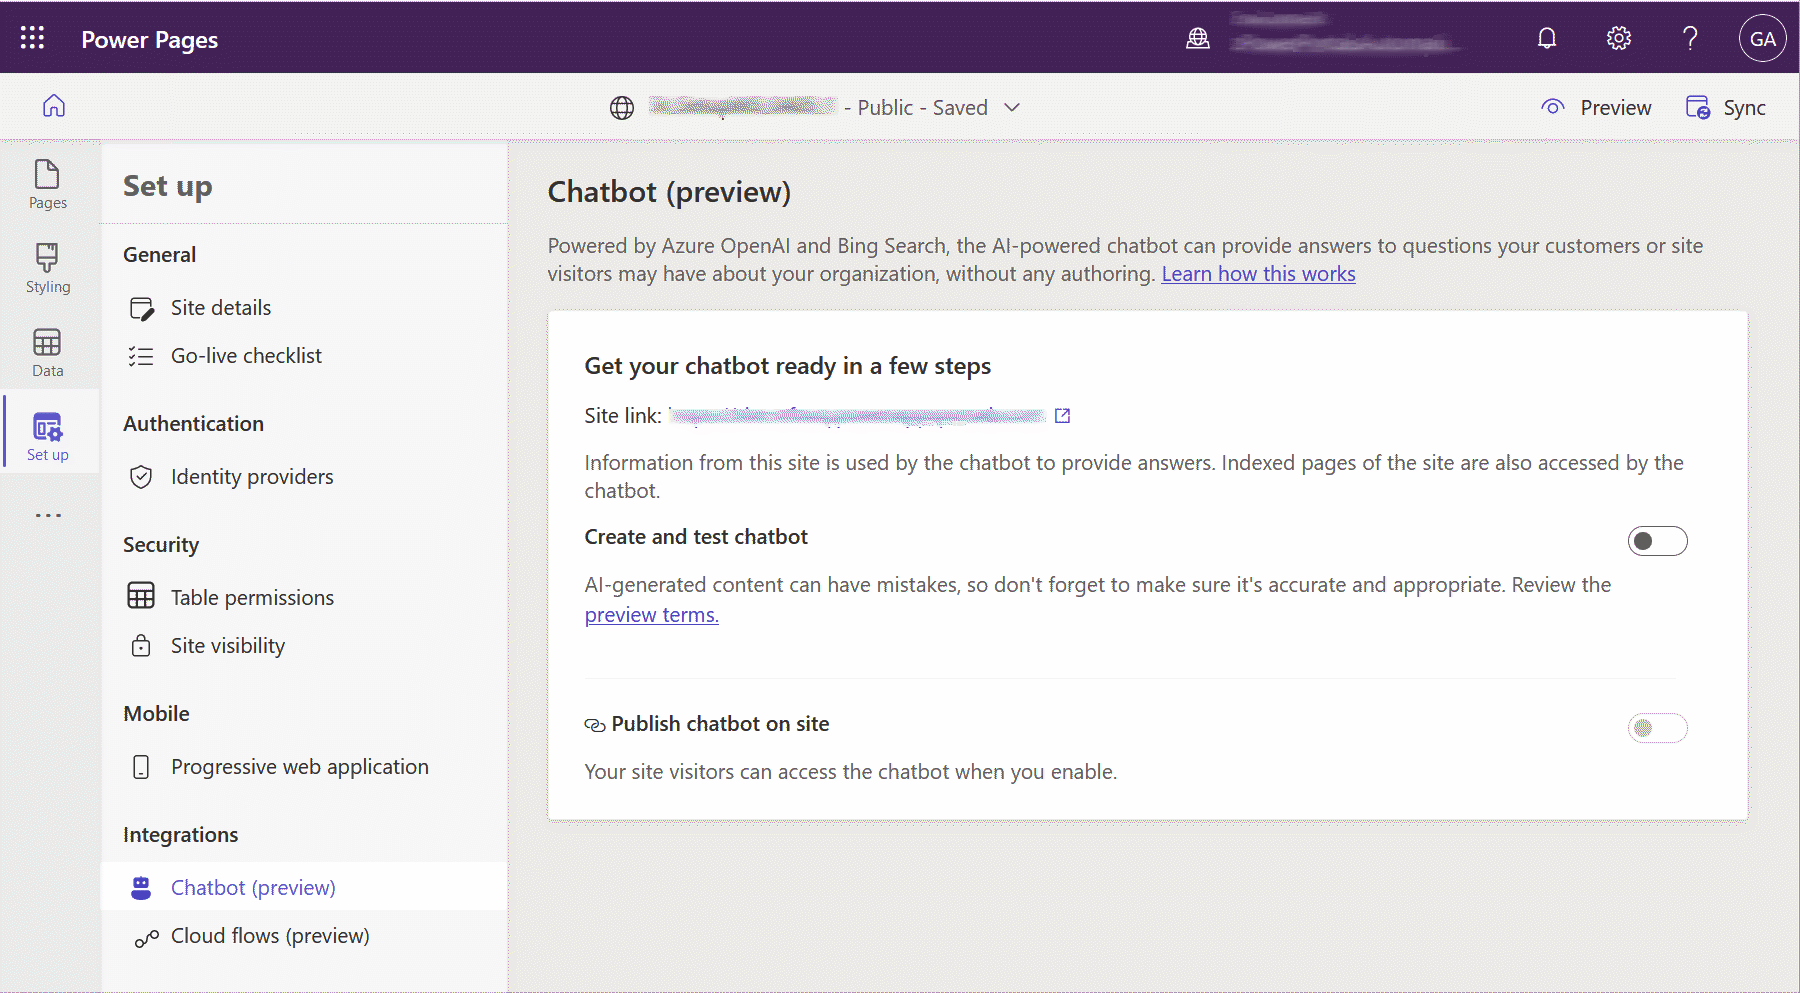 Power Pages
GA
- Public - Saved
Preview
Sync
Pages
Styling
Data
Set up
Set up
General
Site details
Go-live checklist
Authentication
Identity providers
Security
Table permissions
Site visibility
Mobile
Progressive web application
Integrations
Chatbot (preview)
Cloud flows (preview)
Chatbot (preview)
Powered by Azure OpenAI and Bing Search, the AI-powered chatbot can provide answers to questions your customers or site
visitors may have about your organization, without any authoring. Learn how this works
Get your chatbot ready in a few steps
Site link:
Information from this site is used by the chatbot to provide answers. Indexed pages of the site are also accessed by the
chatbot.
Create and test chatbot
AI-generated content can have mistakes, so don't forget to make sure it's accurate and appropriate. Review the
preview terms.
Publish chatbot on site
Your site visitors can access the chatbot when you enable.